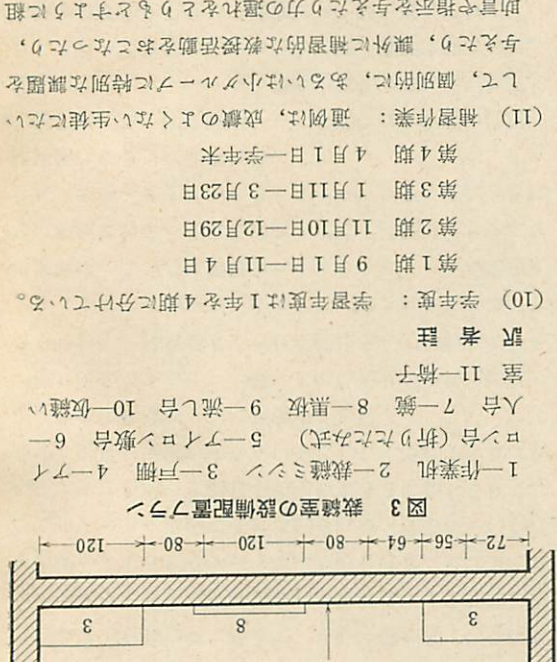 3 8 3
72 56 64 80 120 80 120
図3 裁縫室の設備配置プラン
1—作業机 2—裁縫ミシン 3—戸棚 4—アイ
ロン台(折りたたみ式) 5—アイロン敷台 6—
人台 7—鏡 8—黒板 9—流し台 10—仮縫い
室 11—椅子
訳者註
(10) 学年度: 学習年度は1年を4期に分けている。
第1期 9月1日—11月4日
第2期 11月10日—12月29日
第3期 1月11日—3月23日
第4期 4月1日—学年末
(11) 補習作業: 通例は,成績のよくない生徒にたい
して,個別的に,あるいは小グループに特別な課題を
与えたり,課外に補習的な教授活動をおこなったり,
助言や指示を与えたり力の遅れをとりもどすように組